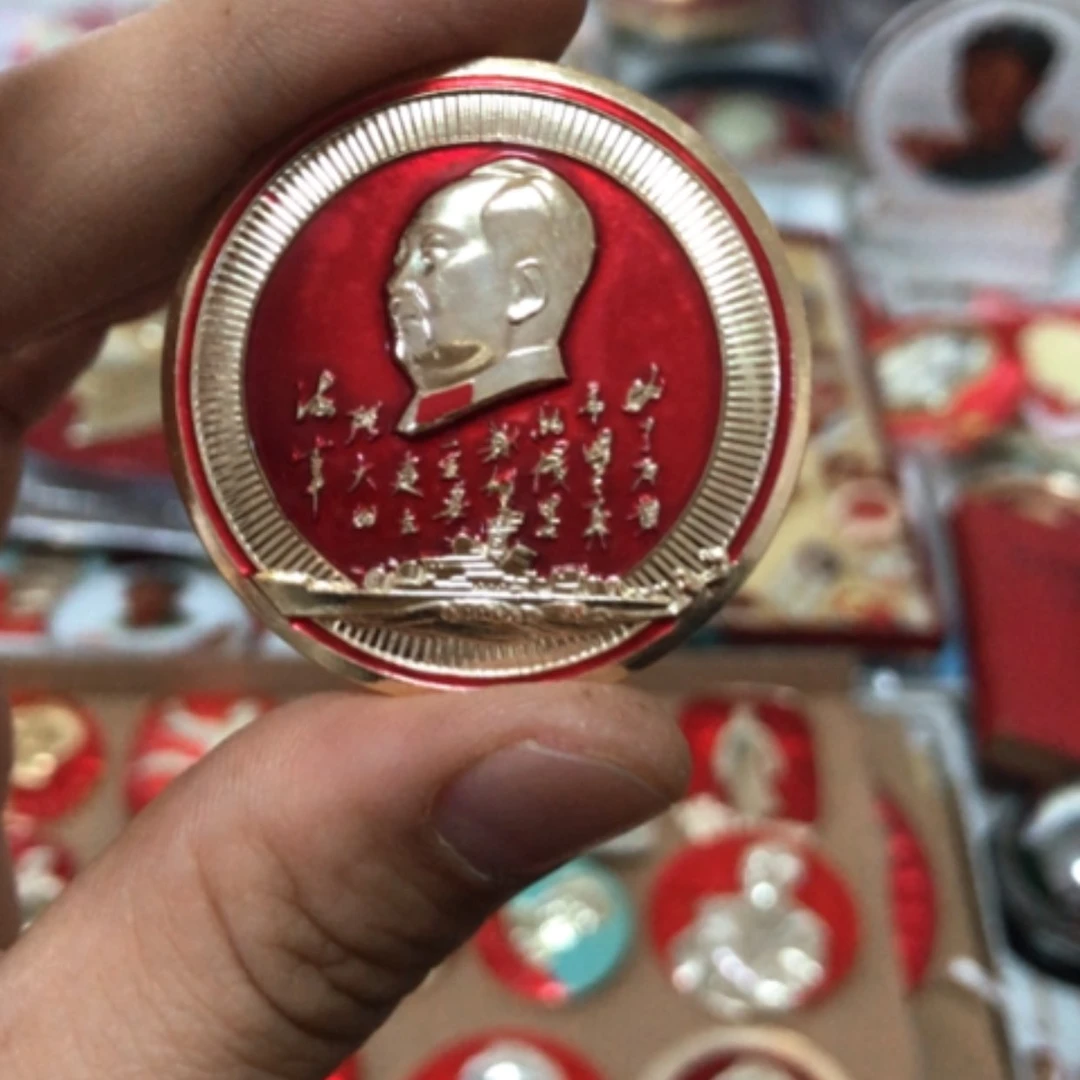 为了反对
帝国主义
的侵略
我们
一定要
建立
强大的
海军